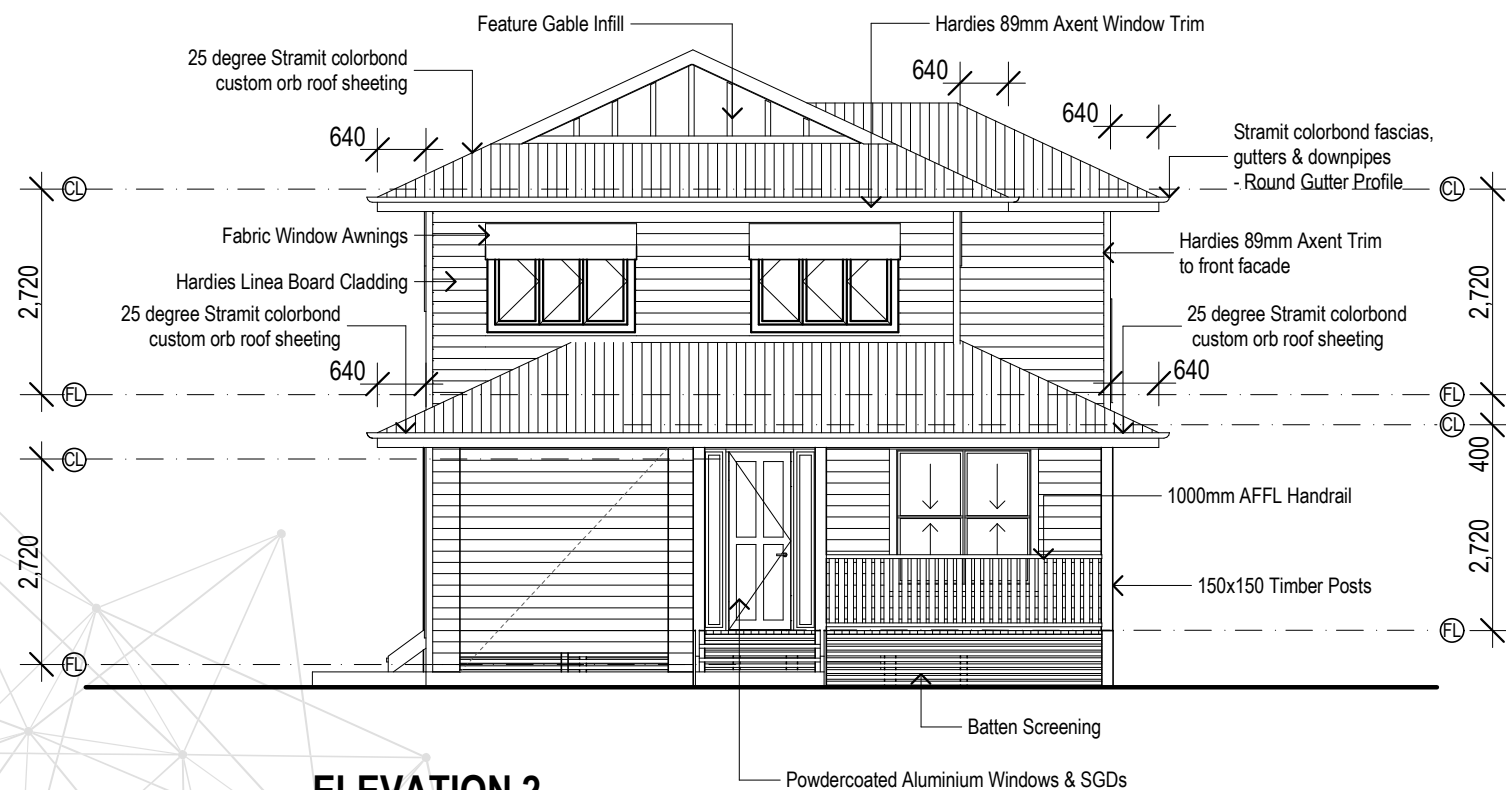 Feature Gable Infill
Hardies 89mm Axent Window Trim
25 degree Stramit colorbond
custom orb roof sheeting
640
640
640
Stramit colorbond fascias,
gutters & downpipes
- Round Gutter Profile
CL
CL
Fabric Window Awnings
Hardies 89mm Axent Trim
to front facade
Hardies Linea Board Cladding
2,720
2,720
25 degree Stramit colorbond
custom orb roof sheeting
25 degree Stramit colorbond
custom orb roof sheeting
640
640
FL
FL
CL
CL
400
1000mm AFFL Handrail
2,720
2,720
150x150 Timber Posts
FL
FL
Batten Screening
Powdercoated Aluminium Windows & SGDs
ELEVATION 2